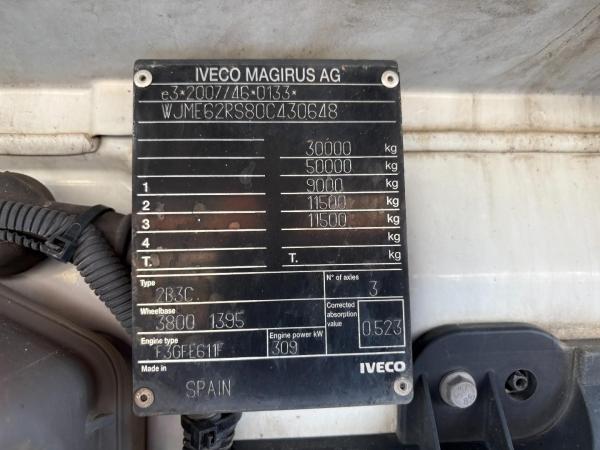 IVECO MAGIRUS AG
e3*2007/46*0133*
WJME62RS80C430648
30000 kg
50000 kg
1 9000 kg
2 11500 kg
3 11500 kg
4 kg
T. T. kg
Type 2B3C. N° of axles 3
Wheelbase 3800 1395 Corrected absorption value 0.523
Engine type F3GFE611F Engine power kW 309
Made in SPAIN IVECO